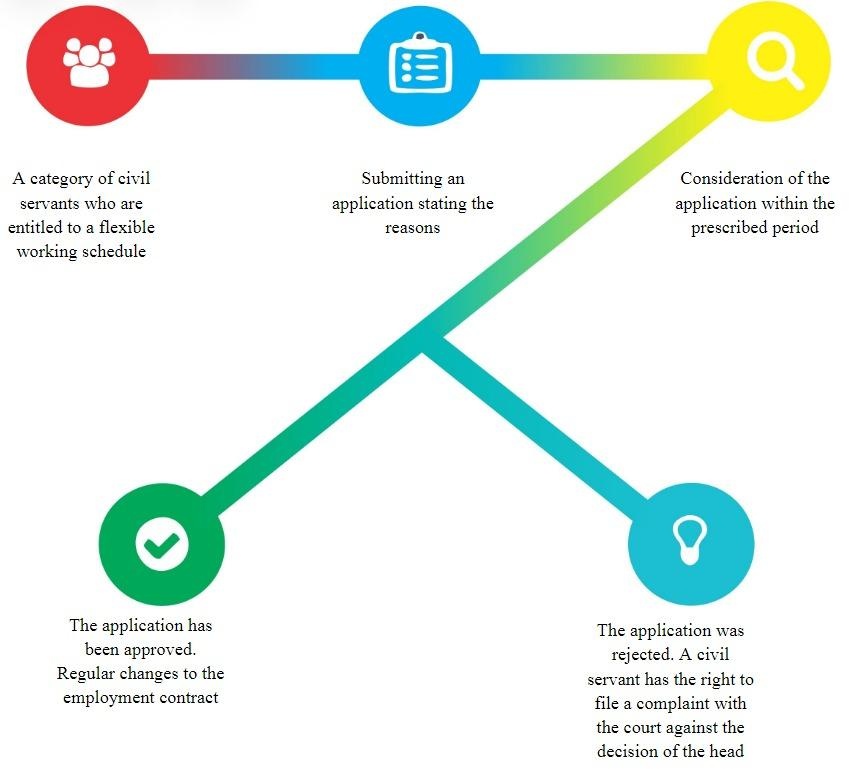 A category of civil
servants who are
entitled to a flexible
working schedule
Submitting an
application stating the
reasons
Consideration of the
application within the
prescribed period
The application has
been approved.
Regular changes to the
employment contract
The application was
rejected. A civil
servant has the right to
file a complaint with
the court against the
decision of the head